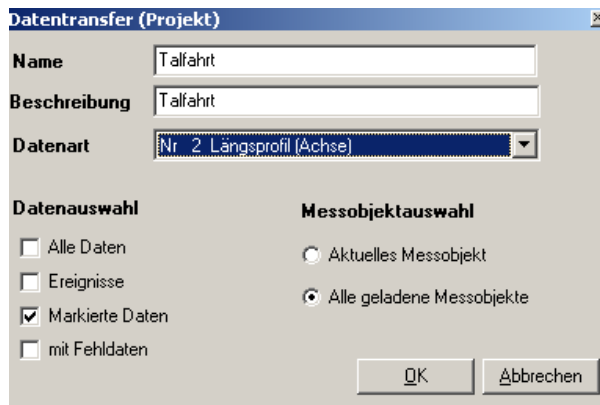 Datentransfer (Projekt)
Name Talfahrt
Beschreibung Talfahrt
Datenart Nr 2 Längsprofil (Achse)
Datenauswahl
Alle Daten
Ereignisse
Markierte Daten
mit Fehldaten
Messobjektauswahl
Aktuelles Messobjekt
Alle geladene Messobjekte
OK Abbrechen